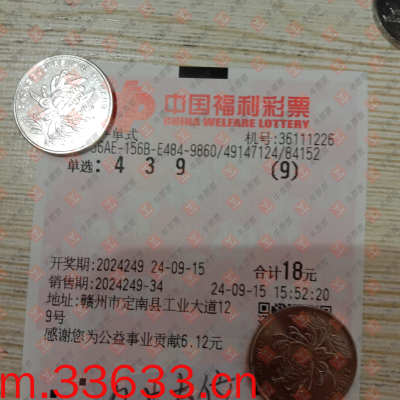 中国福利彩票
CHINA WELFARE LOTTERY
单式
机号:36111226
36AE-156B-E484-9860/49147124/84152
单选: 4 3 9 (9)
开奖期:2024249 24-09-15 合计18元
销售期:2024249-34 24-09-15 15:52:20
地址:赣州市定南县工业大道12
9号
感谢您为公益事业贡献6.12元
m.33633.cn